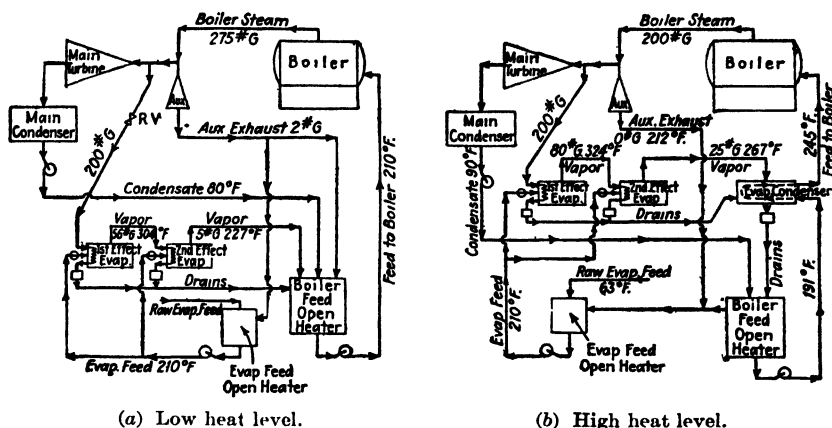 Boiler Steam
275#G
Main
Turbine
Boiler
Aux
Main
Condenser
PRV
200#G
Aux Exhaust 2#G
Condensate 80°F
Vapor
56#G 304°F
Vapor
5#G 227°F
1st Effect
Evap
2nd Effect
Evap
Drains
Raw Evap. Feed
Boiler
Feed
Open
Heater
Evap. Feed 210°F
Evap Feed
Open Heater
Feed to Boiler 210°F.
(a) Low heat level.
Boiler Steam
200#G
Main
Turbine
Boiler
Aux
Main
Condenser
200#G
Aux. Exhaust
0#G 212°F.
80#G 324°F
Vapor
25#G 267°F
Vapor
1st Effect
Evap
2nd Effect
Evap
Evap Condenser
Drains
Condensate 90°F
Drains
245°F.
Feed to Boiler
191°F.
Evap Feed
210°F.
Raw Evap. Feed
63°F.
Boiler
Feed
Open
Heater
Evap Feed
Open Heater
(b) High heat level.